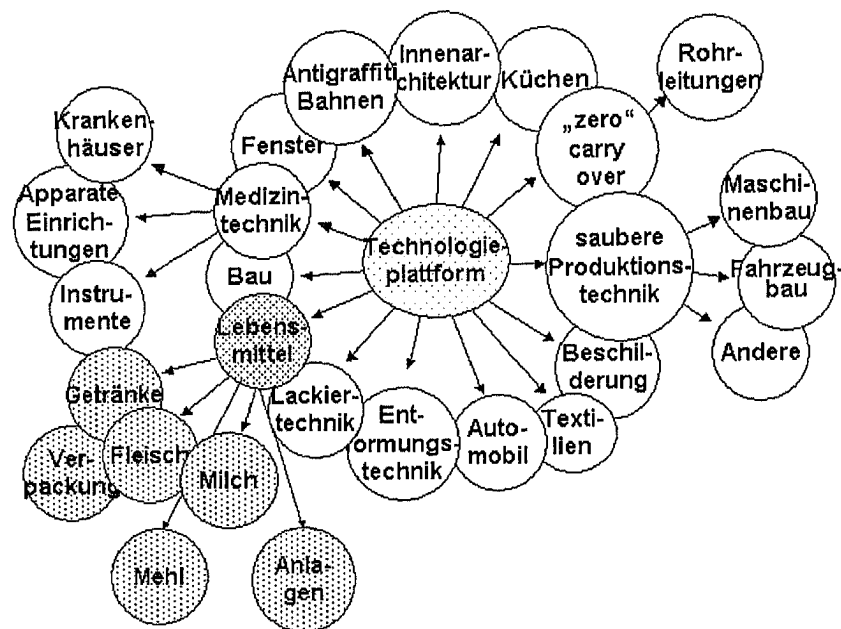 Antigraffiti
Bahnen
Innenar-
chitektur
Küchen
Rohr-
leitungen
Kranken-
häuser
Fenster
„zero“
carry
over
Apparate
Einrich-
tungen
Medizin-
technik
Maschi-
nenbau
Technologie-
plattform
saubere
Produktions-
technik
Bau
Fahrzeug-
bau
Instru-
mente
Lebens-
mittel
Andere
Beschil-
derung
Getränke
Lackier-
technik
Ent-
formungs-
technik
Auto-
mobil
Texti-
lien
Ver-
packung
Fleisch
Milch
Mehl
Anla-
gen